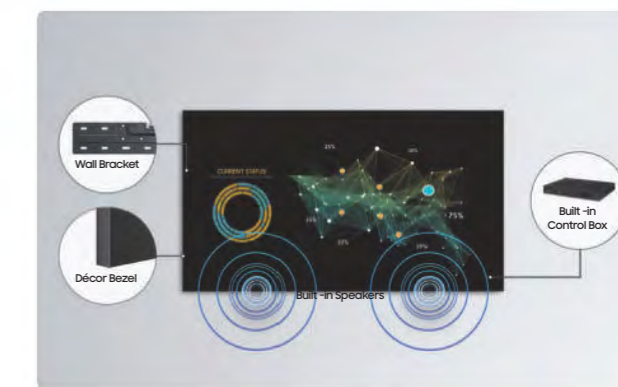 Wall Bracket
CURRENT STATUS
75%
Built -in
Control Box
Décor Bezel
Built -in Speakers